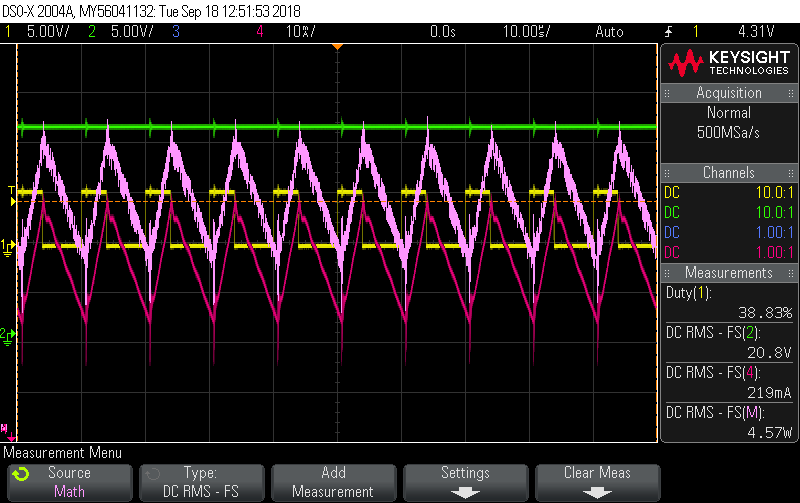 DSO-X 2004A, MY56041132: Tue Sep 18 12:51:53 2018
1 5.00V/ 2 5.00V/ 3 4 10%/ 0.0s 10.00µs/ Auto 1 4.31V
KEYSIGHT
TECHNOLOGIES
Acquisition
Normal
500MSa/s
Channels
DC 10.0:1
DC 10.0:1
DC 1.00:1
DC 1.00:1
Measurements
Duty(1):
38.83%
DC RMS - FS(2):
20.8V
DC RMS - FS(4):
219mA
DC RMS - FS(M):
4.57W
T
1
2
M
Measurement Menu
Source
Math
Type:
DC RMS - FS
Add
Measurement
Settings
Clear Meas